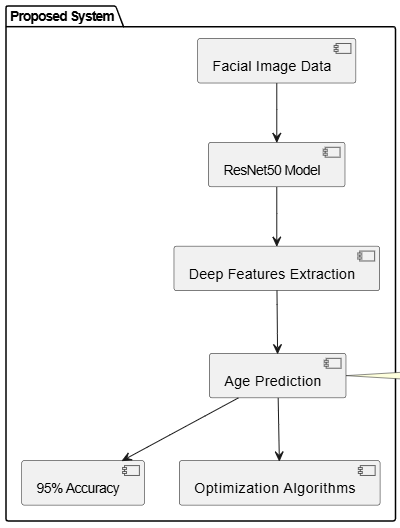 Proposed System
Facial Image Data
ResNet50 Model
Deep Features Extraction
Age Prediction
95% Accuracy
Optimization Algorithms